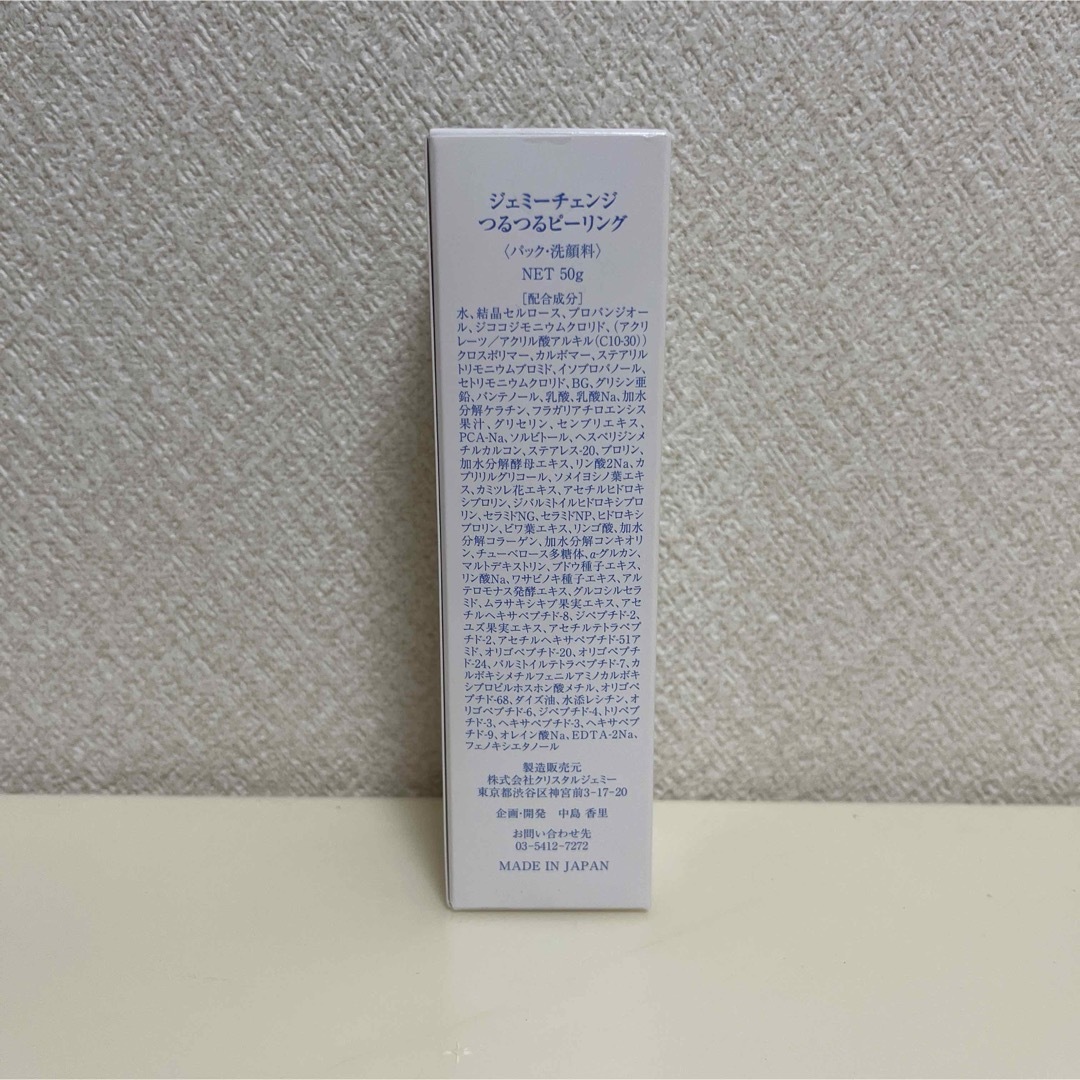 ジェミーチェンジ
つるつるピーリング
〈パック・洗顔料〉
NET 50g
[配合成分]
水、結晶セルロース、プロパンジオー
ル、ジココジモニウムクロリド、(アクリ
レーツ／アクリル酸アルキル(C10-30))
クロスポリマー、カルボマー、ステアリル
トリモニウムブロミド、イソプロパノール、
セトリモニウムクロリド、BG、グリシン亜
鉛、パンテノール、乳酸、乳酸Na、加水
分解ケラチン、フラガリアチロエンシス
果汁、グリセリン、センブリエキス、
PCA-Na、ソルビトール、ヘスペリジンメ
チルカルコン、ステアレス-20、プロリン、
加水分解酵母エキス、リン酸2Na、カ
プリリルグリコール、ソメイヨシノ葉エキ
ス、カミツレ花エキス、アセチルヒドロキ
シプロリン、ジパルミトイルヒドロキシプロ
リン、セラミドNG、セラミドNP、ヒドロキシ
プロリン、ビワ葉エキス、リンゴ酸、加水
分解コラーゲン、加水分解コンキオリ
ン、チューベロース多糖体、α-グルカン、
マルトデキストリン、ブドウ種子エキス、
リン酸Na、ワサビノキ種子エキス、アル
テロモナス発酵エキス、グルコシルセラ
ミド、ムラサキシキブ果実エキス、アセ
チルヘキサペプチド-8、ジペプチド-2、
ユズ果実エキス、アセチルテトラペプ
チド-2、アセチルヘキサペプチド-51ア
ミド、オリゴペプチド-20、オリゴペプチ
ド-24、パルミトイルテトラペプチド-7、カ
ルボキシメチルフェニルアミノカルボキ
シプロピルホスホン酸メチル、オリゴペ
プチド-68、ダイズ油、水添レシチン、オ
リゴペプチド-6、ジペプチド-4、トリペプ
チド-3、ヘキサペプチド-3、ヘキサペプ
チド-9、オレイン酸Na、EDTA-2Na、
フェノキシエタノール
製造販売元
株式会社クリスタルジェミー
東京都渋谷区神宮前3-17-20
企画・開発　中島 香里
お問い合わせ先
03-5412-7272
MADE IN JAPAN